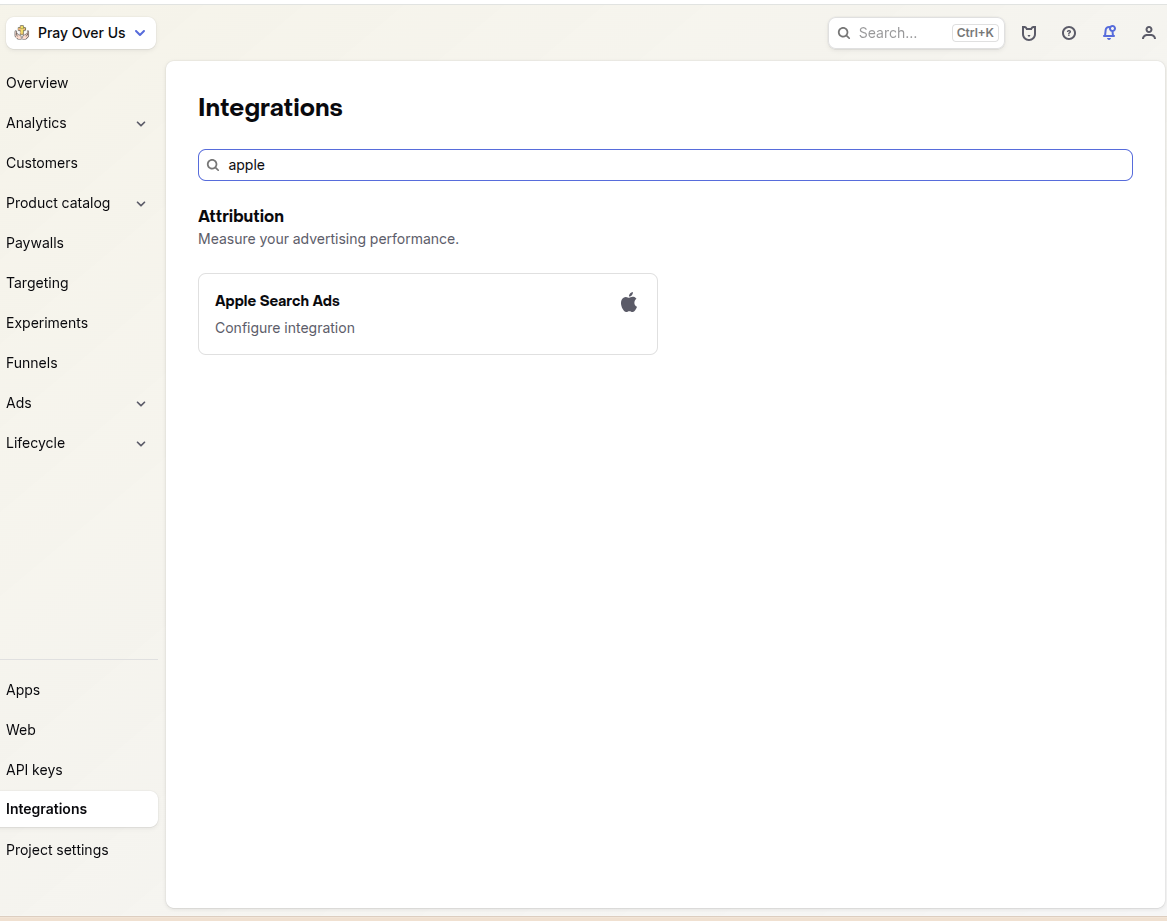 Pray Over Us
Search...
Ctrl+K
Overview
Analytics
Customers
Product catalog
Paywalls
Targeting
Experiments
Funnels
Ads
Lifecycle
Apps
Web
API keys
Integrations
Project settings
Integrations
apple
Attribution
Measure your advertising performance.
Apple Search Ads
Configure integration